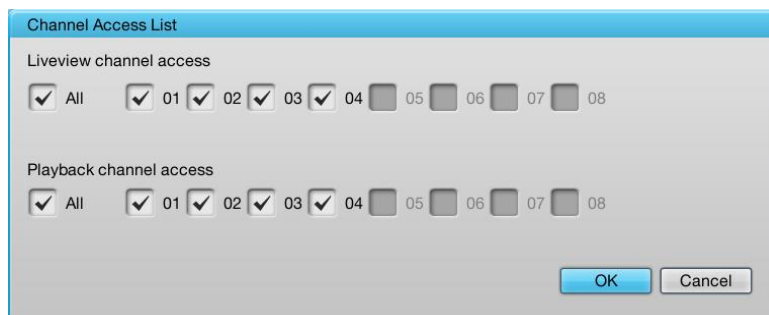 Channel Access List
Liveview channel access
All 01 02 03 04 05 06 07 08
Playback channel access
All 01 02 03 04 05 06 07 08
OK Cancel